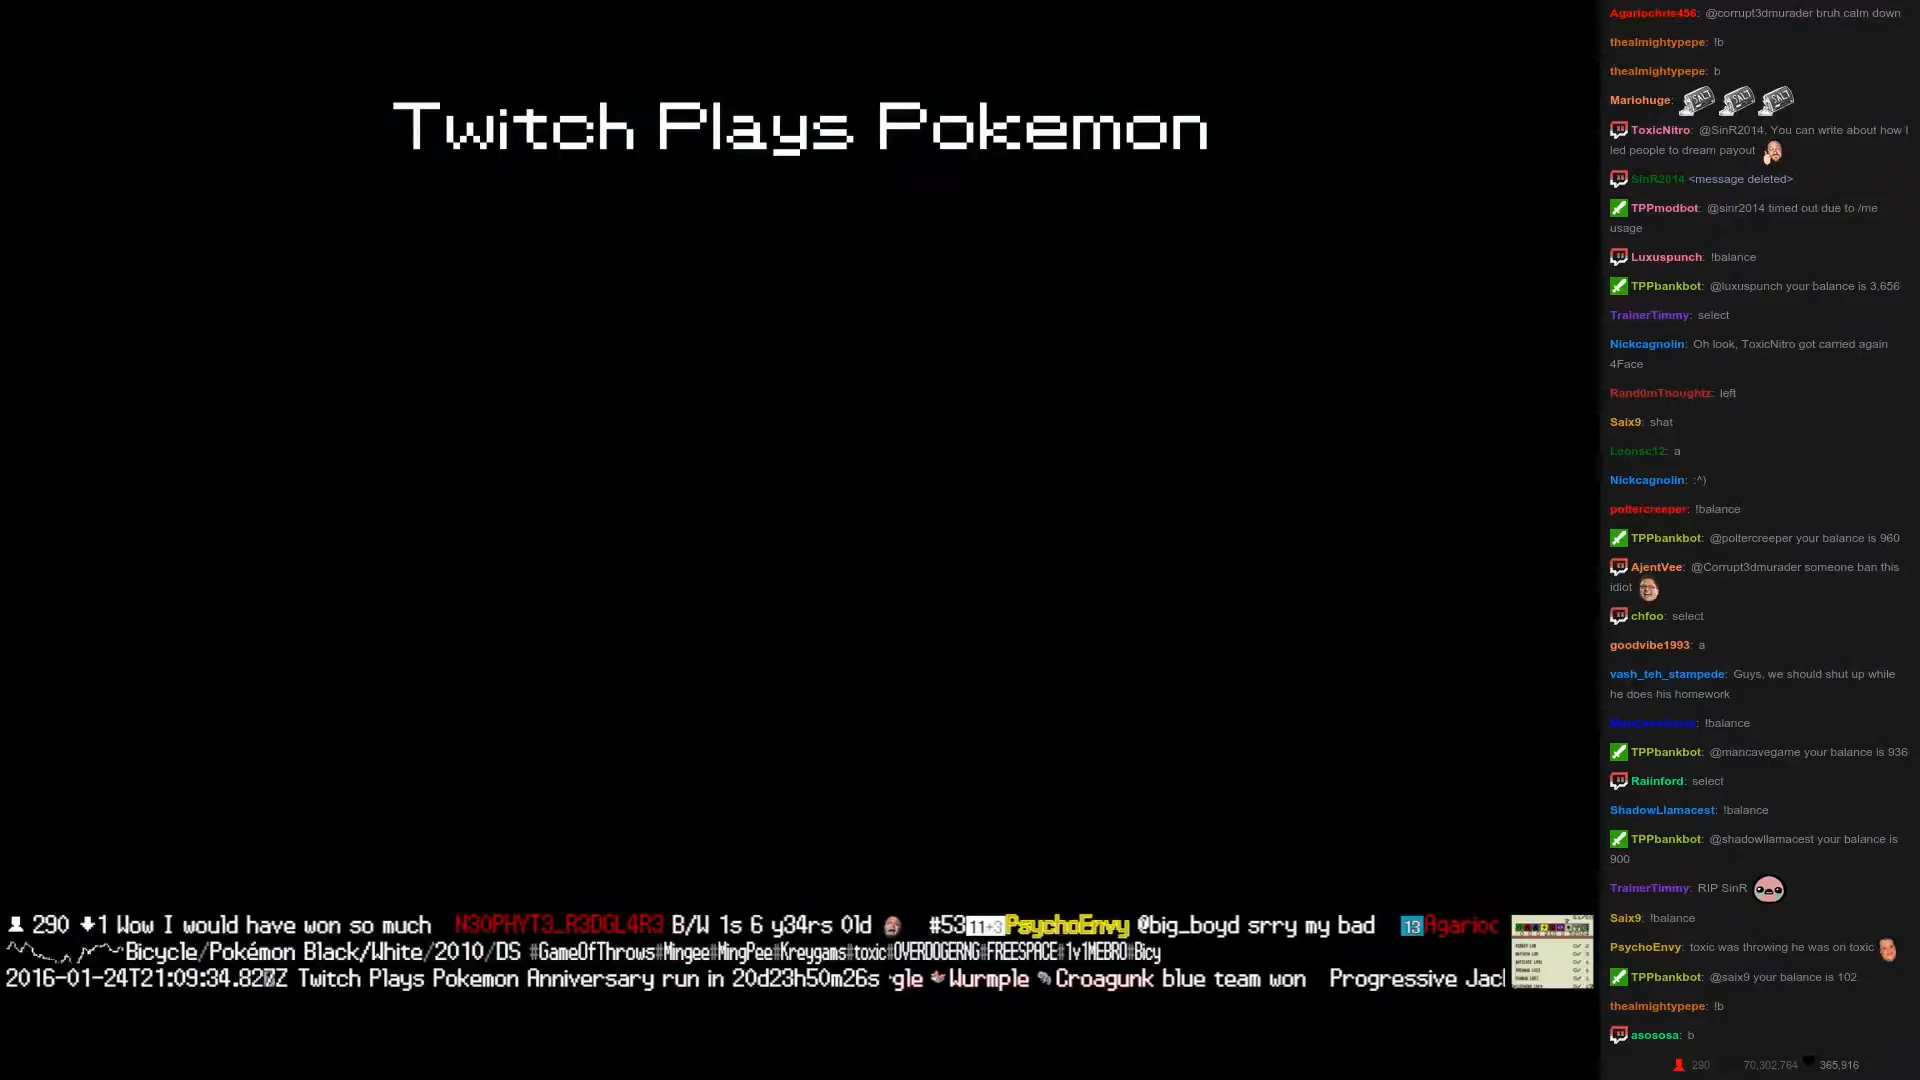 Twitch Plays Pokemon
290 1 Wow I would have won so much N3OPHYT3_R3DGL4R3 B/W 1s 6 y34rs 0ld #53 11+3 PsychoEnvy @big_boyd srry my bad 13 Agarioc
Bicycle/Pokémon Black/White/2010/DS #GameOfThrows#Mingee#MingPee#Kreygams#toxic#OVERDOGERNG#FREESPACE#1v1MEBRO#Bicy
2016-01-24T21:09:34.820Z Twitch Plays Pokemon Anniversary run in 20d23h50m26s gle Wurmple Croagunk blue team won Progressive Jac
Agariochris456: @corrupt3dmurader bruh calm down
thealmightypepe: !b
thealmightypepe: b
Mariohuge: SALT SALT SALT
ToxicNitro: @SinR2014, You can write about how I
led people to dream payout
SinR2014 <message deleted>
TPPmodbot: @sinr2014 timed out due to /me
usage
Luxuspunch: !balance
TPPbankbot: @luxuspunch your balance is 3,656
TrainerTimmy: select
Nickcagnolin: Oh look, ToxicNitro got carried again
4Face
Rand0mThoughtz: left
Saix9: shat
Leonsc12: a
Nickcagnolin: :^)
poltercreeper: !balance
TPPbankbot: @poltercreeper your balance is 960
AjentVee: @Corrupt3dmurader someone ban this
idiot
chfoo: select
goodvibe1993: a
vash_teh_stampede: Guys, we should shut up while
he does his homework
ManCaveGame: !balance
TPPbankbot: @mancavegame your balance is 936
Raiinford: select
ShadowLlamacest: !balance
TPPbankbot: @shadowllamacest your balance is
900
TrainerTimmy: RIP SinR
Saix9: !balance
PsychoEnvy: toxic was throwing he was on toxic
TPPbankbot: @saix9 your balance is 102
thealmightypepe: !b
asososa: b
290 70,302,764 365,916